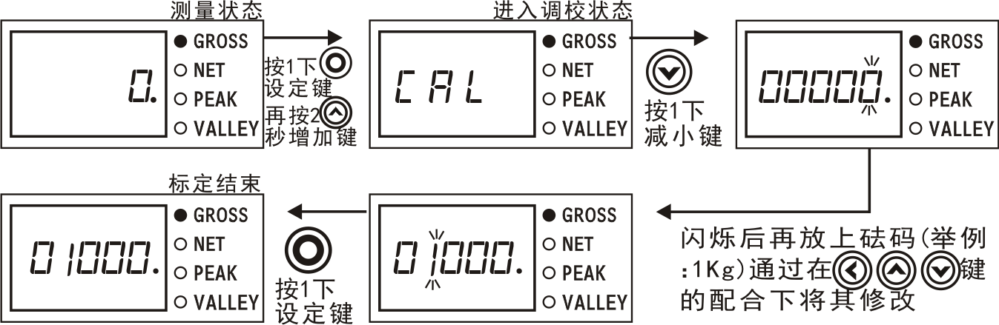 测量状态
0.
GROSS
NET
PEAK
VALLEY
按1下
设定键
再按2
秒增加键
进入调校状态
CAL
GROSS
NET
PEAK
VALLEY
按1下
减小键
00000.
GROSS
NET
PEAK
VALLEY
闪烁后再放上砝码(举例
:1Kg)通过在键
的配合下将其修改
01000.
GROSS
NET
PEAK
VALLEY
按1下
设定键
标定结束
01000.
GROSS
NET
PEAK
VALLEY